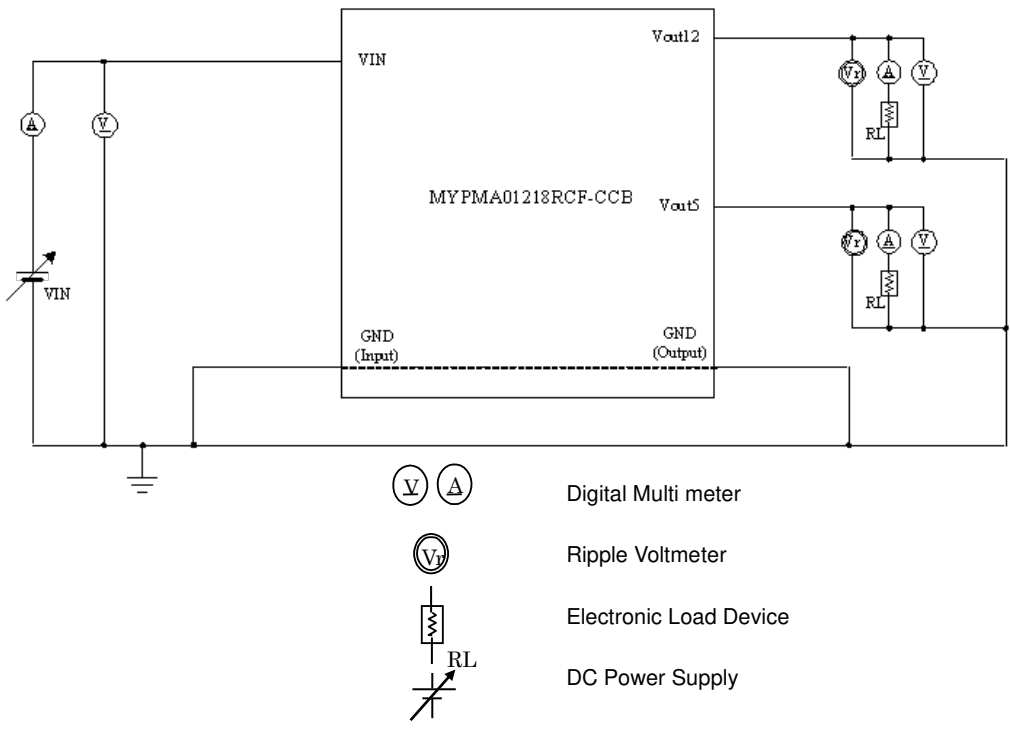 Vout12
VIN
Vr A V
A V
RL
MYPMA01218RCF-CCB
Vout5
Vr A V
VIN
RL
GND
(Input)
GND
(Output)
V A Digital Multi meter
Vr Ripple Voltmeter
Electronic Load Device
RL
DC Power Supply